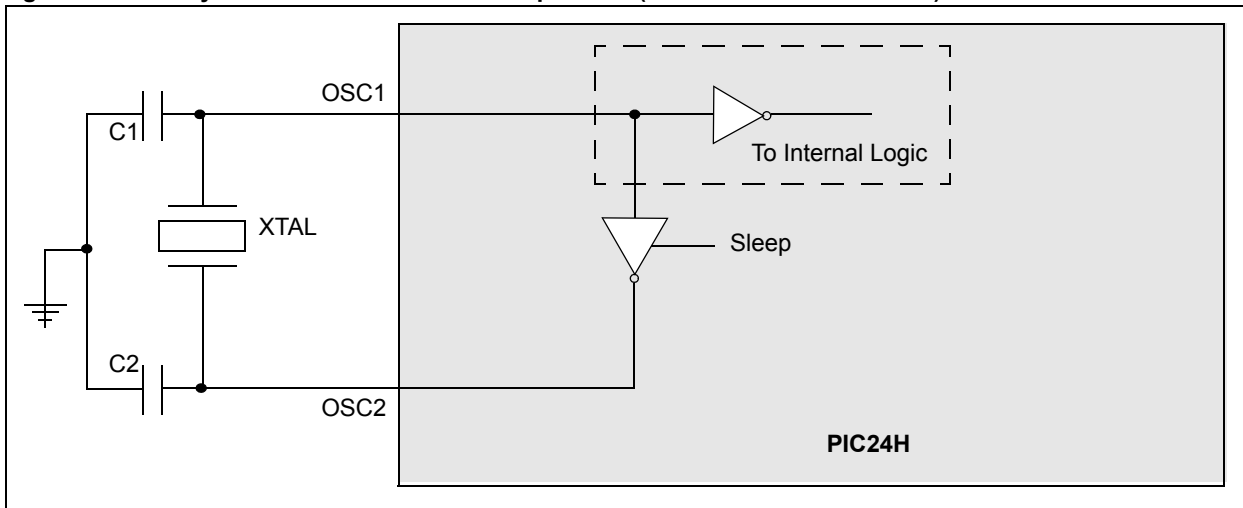 OSC1
C1
To Internal Logic
XTAL
Sleep
C2
OSC2
PIC24H